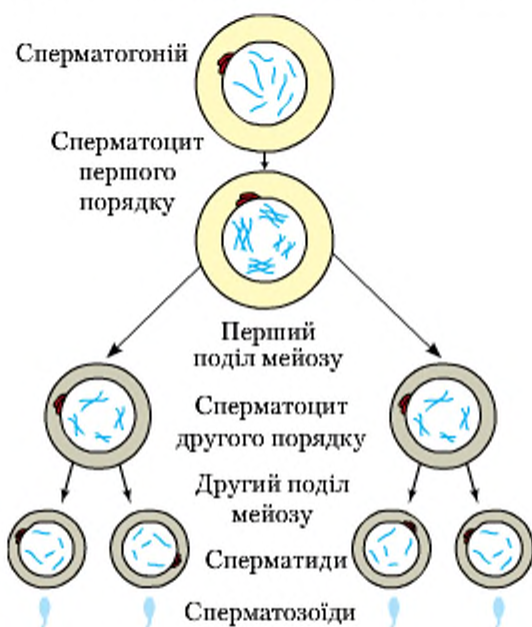 Сперматогоній
Сперматоцит
першого
порядку
Перший
поділ мейозу
Сперматоцит
другого порядку
Другий поділ
мейозу
Сперматиди
Сперматозоїди